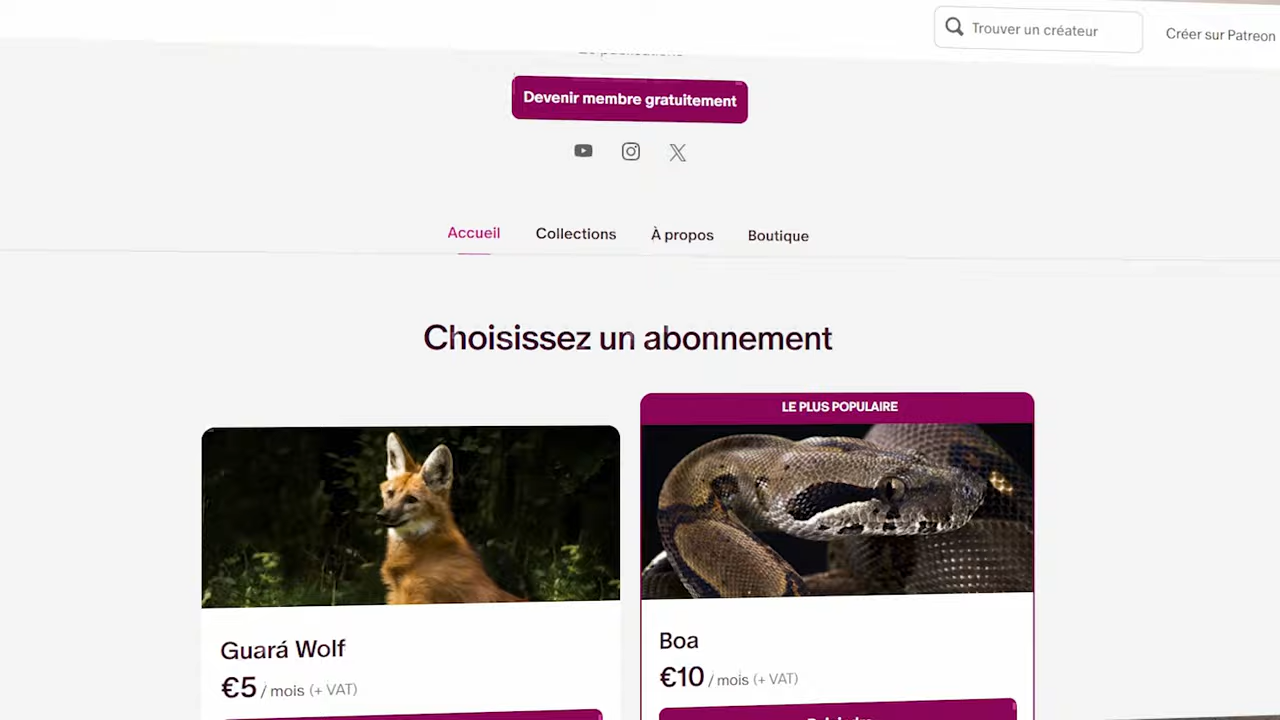 Trouver un créateur
Créer sur Patreon
Devenir membre gratuitement
Accueil
Collections
À propos
Boutique
Choisissez un abonnement
LE PLUS POPULAIRE
Guará Wolf
€5 / mois (+ VAT)
Boa
€10 / mois (+ VAT)